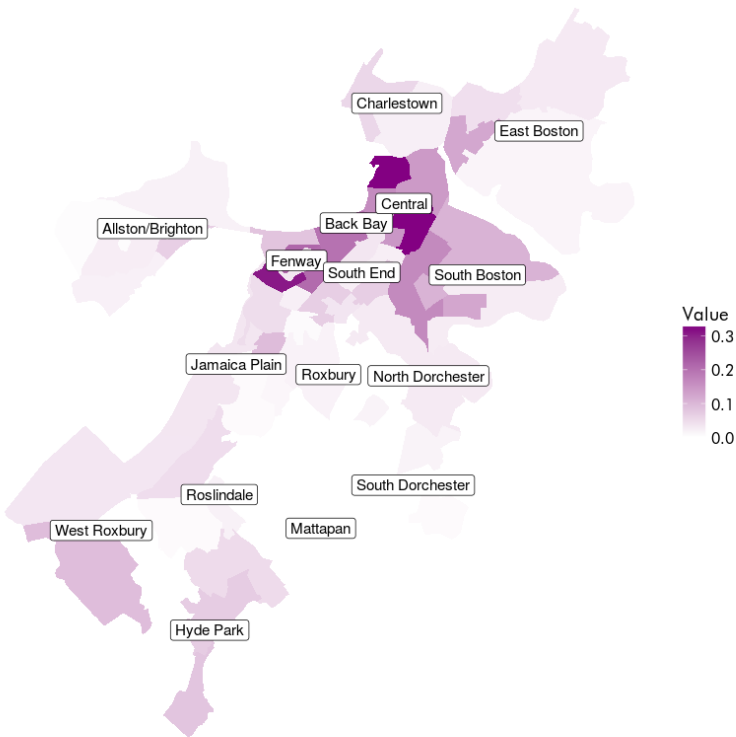 Charlestown
East Boston
Central
Back Bay
Allston/Brighton
Fenway
South End
South Boston
Value
0.3
0.2
0.1
0.0
Jamaica Plain
Roxbury
North Dorchester
South Dorchester
Roslindale
West Roxbury
Mattapan
Hyde Park